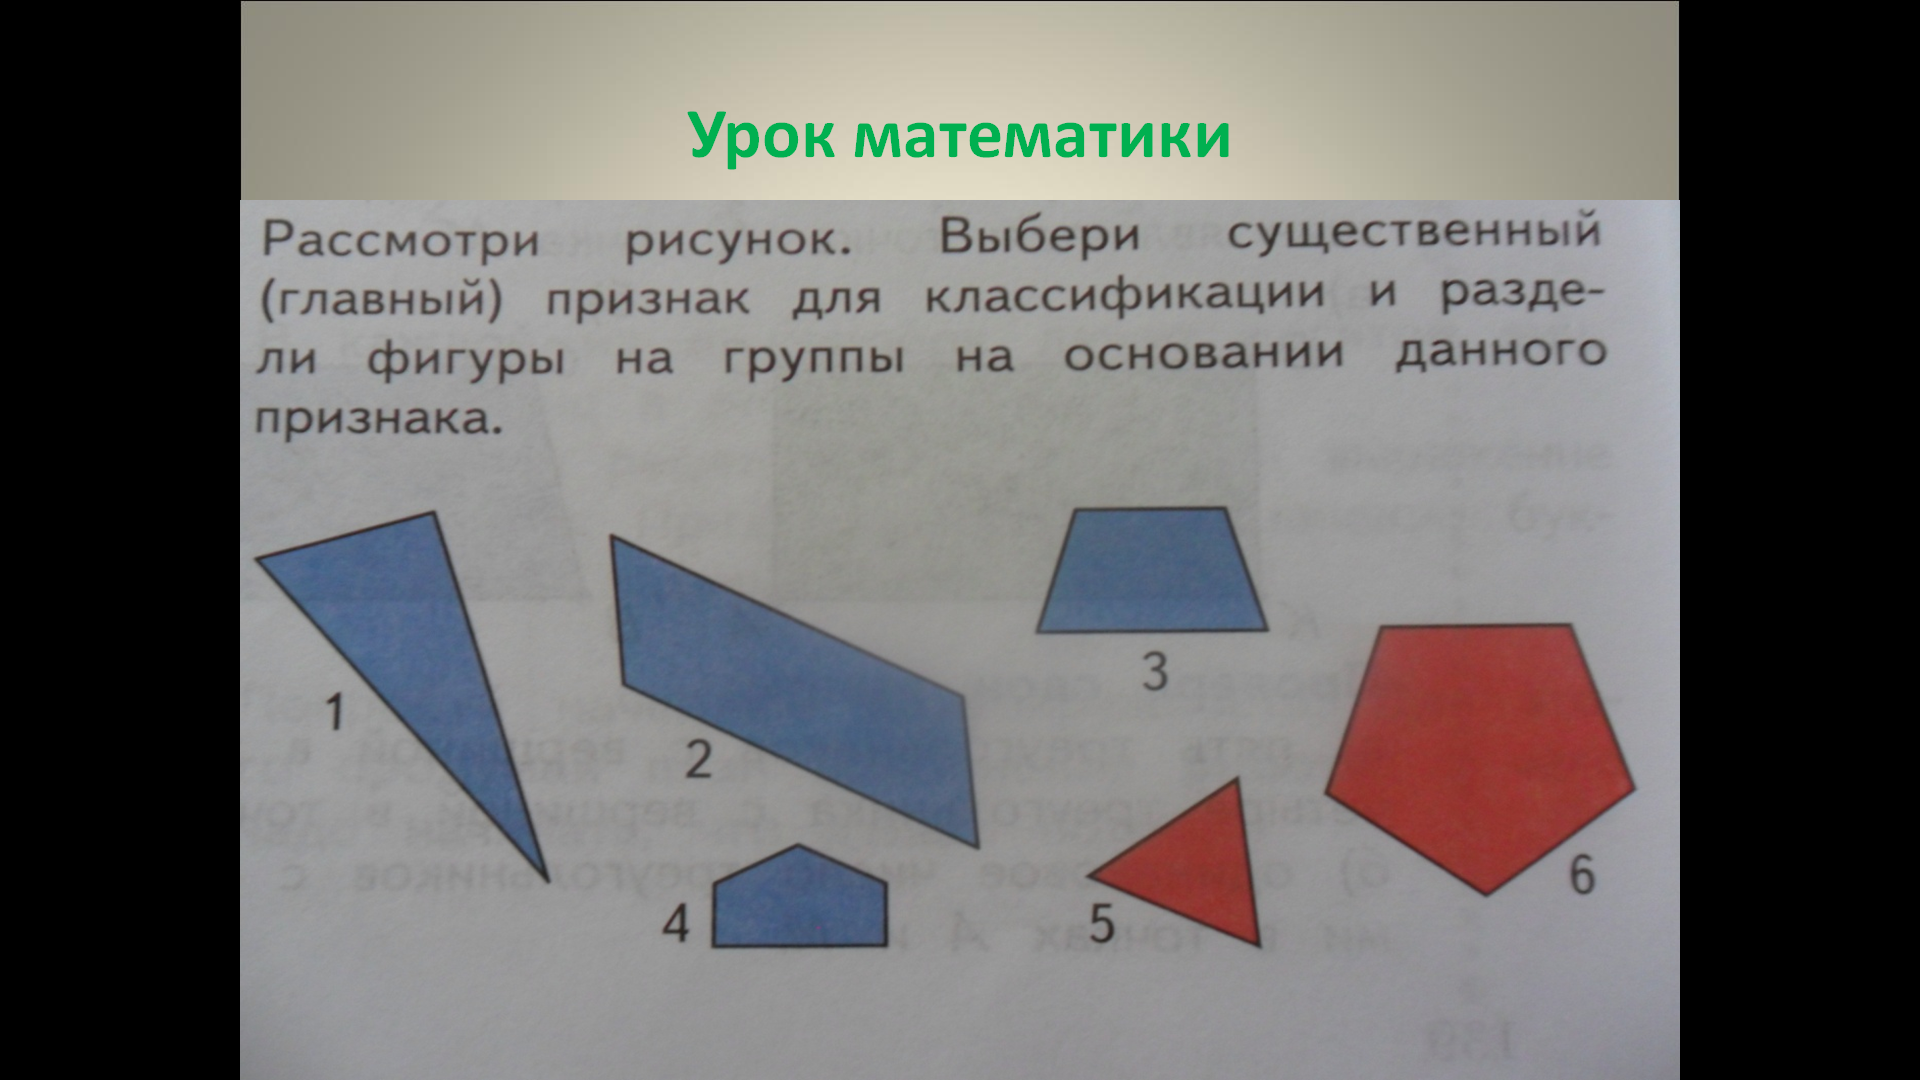 Урок математики
Рассмотри рисунок. Выбери существенный
(главный) признак для классификации и разде-
ли фигуры на группы на основании данного
признака.
1
2
3
4
5
6